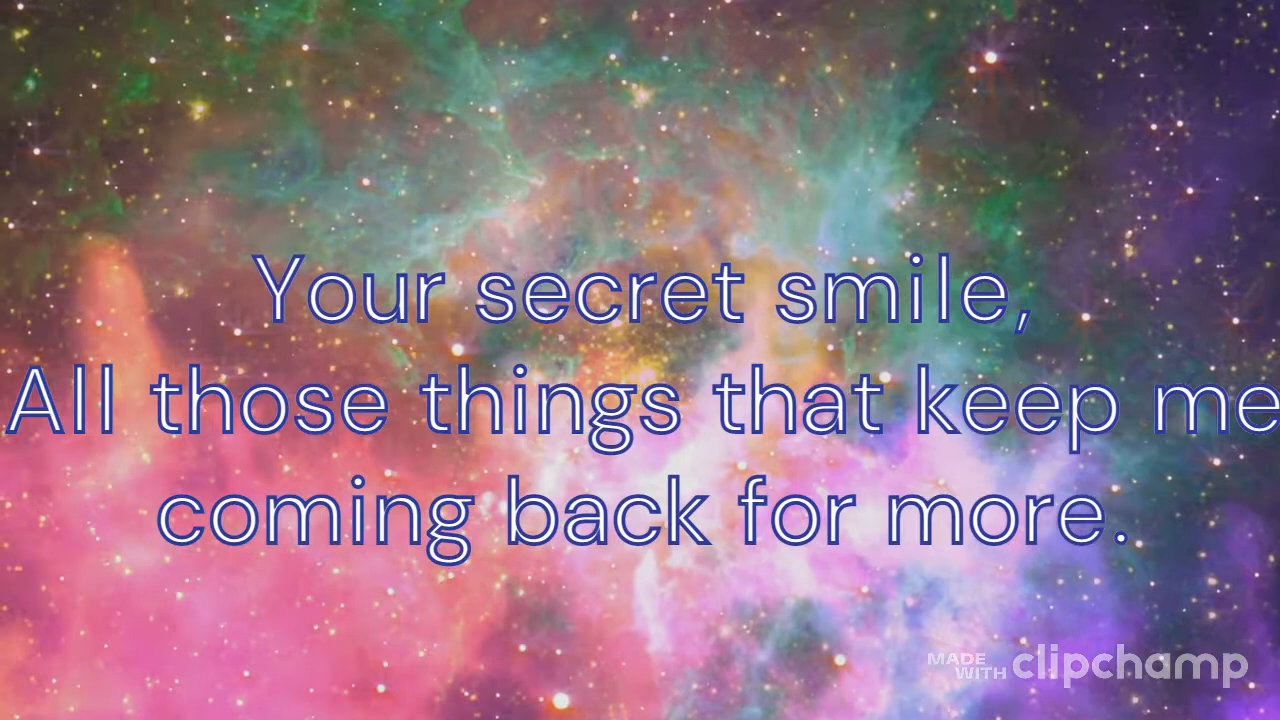 Your secret smile,
All those things that keep me
coming back for more.
MADE
WITH clipchamp